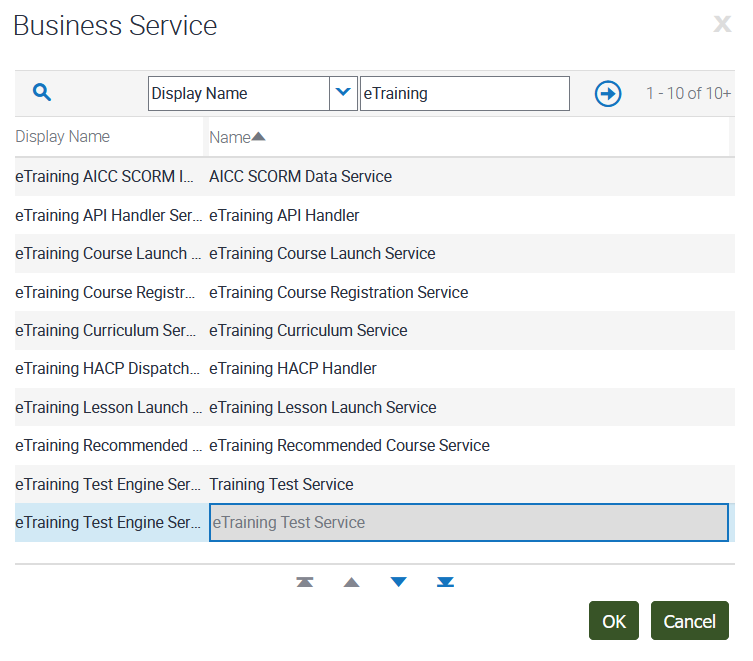 Business Service X
Display Name eTraining 1 - 10 of 10+
Display Name Name
eTraining AICC SCORM I... AICC SCORM Data Service
eTraining API Handler Ser... eTraining API Handler
eTraining Course Launch ... eTraining Course Launch Service
eTraining Course Registr... eTraining Course Registration Service
eTraining Curriculum Ser... eTraining Curriculum Service
eTraining HACP Dispatch... eTraining HACP Handler
eTraining Lesson Launch ... eTraining Lesson Launch Service
eTraining Recommended ... eTraining Recommended Course Service
eTraining Test Engine Ser... Training Test Service
eTraining Test Engine Ser... eTraining Test Service
OK Cancel